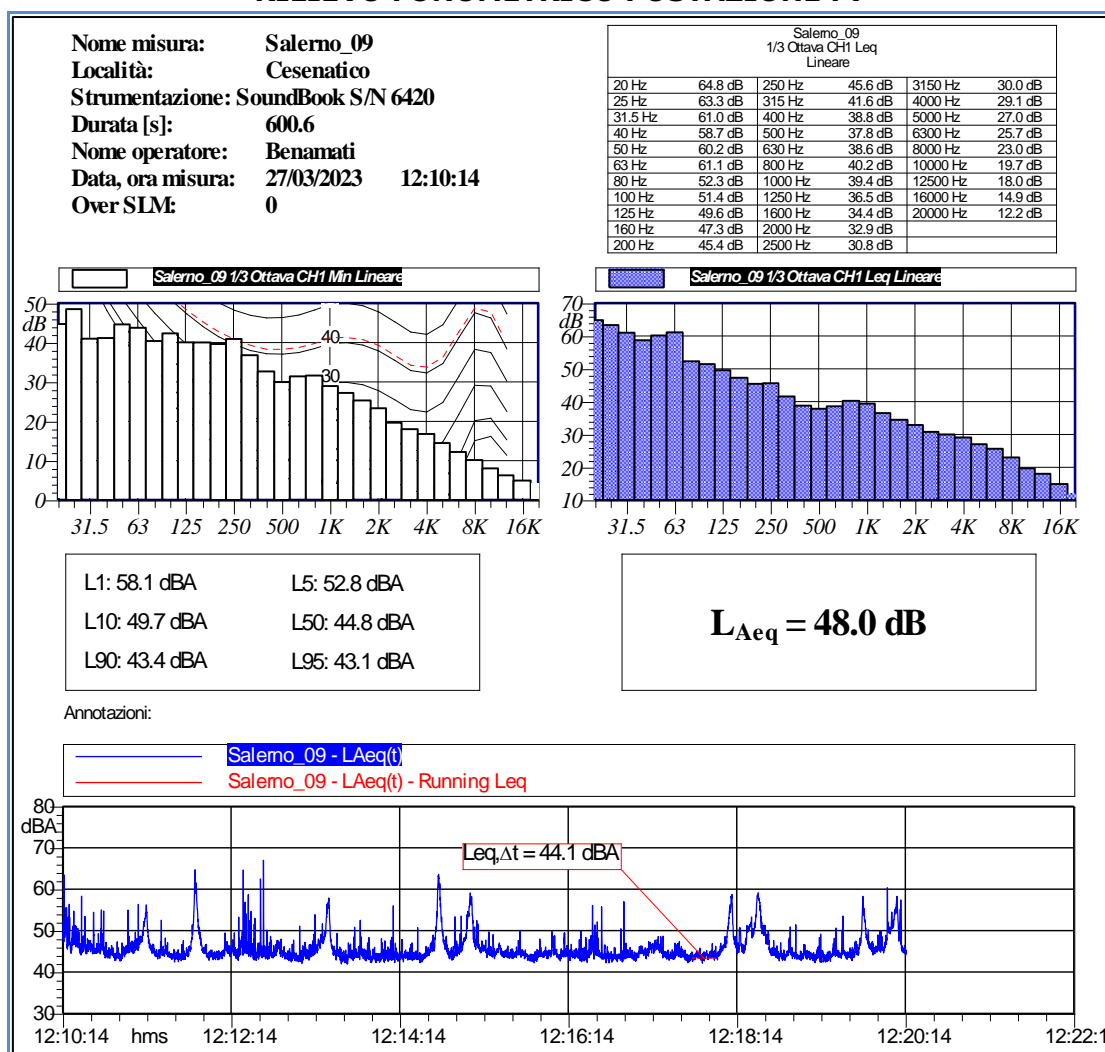 Nome misura: Salerno_09
Località: Cesenatico
Strumentazione: SoundBook S/N 6420
Durata [s]: 600.6
Nome operatore: Benamati
Data, ora misura: 27/03/2023 12:10:14
Over SLM: 0
Salerno_09
1/3 Ottava CH1 Leq
Lineare
20 Hz 64.8 dB 250 Hz 45.6 dB 3150 Hz 30.0 dB
25 Hz 63.3 dB 315 Hz 41.6 dB 4000 Hz 29.1 dB
31.5 Hz 61.0 dB 400 Hz 38.8 dB 5000 Hz 27.0 dB
40 Hz 58.7 dB 500 Hz 37.8 dB 6300 Hz 25.7 dB
50 Hz 60.2 dB 630 Hz 38.6 dB 8000 Hz 23.0 dB
63 Hz 61.1 dB 800 Hz 40.2 dB 10000 Hz 19.7 dB
80 Hz 52.3 dB 1000 Hz 39.4 dB 12500 Hz 18.0 dB
100 Hz 51.4 dB 1250 Hz 36.5 dB 16000 Hz 14.9 dB
125 Hz 49.6 dB 1600 Hz 34.4 dB 20000 Hz 12.2 dB
160 Hz 47.3 dB 2000 Hz 32.9 dB
200 Hz 45.4 dB 2500 Hz 30.8 dB
Salerno_09 1/3 Ottava CH1 Min Lineare
50
dB
40
30
20
10
0
40
30
31.5 63 125 250 500 1K 2K 4K 8K 16K
Salerno_09 1/3 Ottava CH1 Leq Lineare
70
dB
60
50
40
30
20
10
31.5 63 125 250 500 1K 2K 4K 8K 16K
L1: 58.1 dBA L5: 52.8 dBA
L10: 49.7 dBA L50: 44.8 dBA
L90: 43.4 dBA L95: 43.1 dBA
LAeq = 48.0 dB
Annotazioni:
Salerno_09 - LAeq(t)
Salerno_09 - LAeq(t) - Running Leq
80
dBA
70
60
50
40
30
Leq,Δt = 44.1 dBA
12:10:14 hms 12:12:14 12:14:14 12:16:14 12:18:14 12:20:14 12:22:1